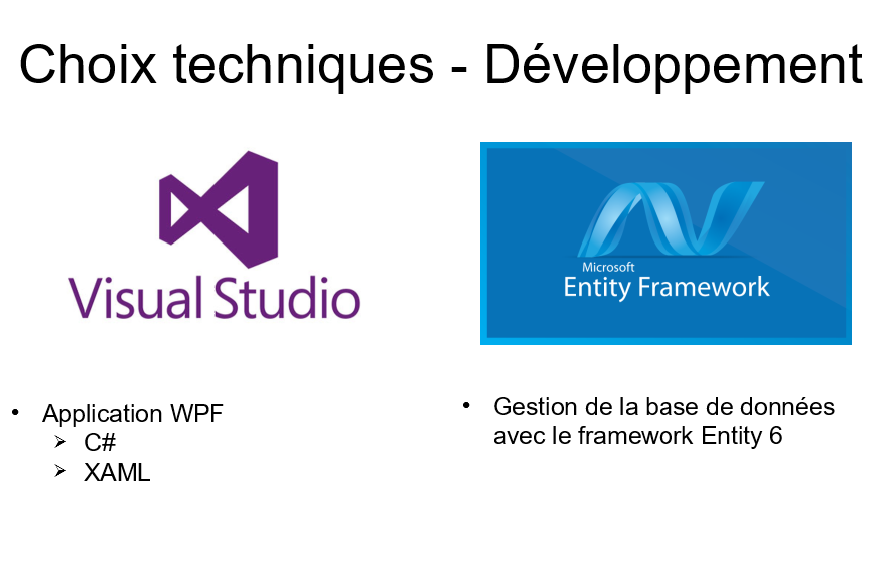 Choix techniques - Développement
Visual Studio
Microsoft
Entity Framework
• Application WPF
➢ C#
➢ XAML
• Gestion de la base de données
avec le framework Entity 6